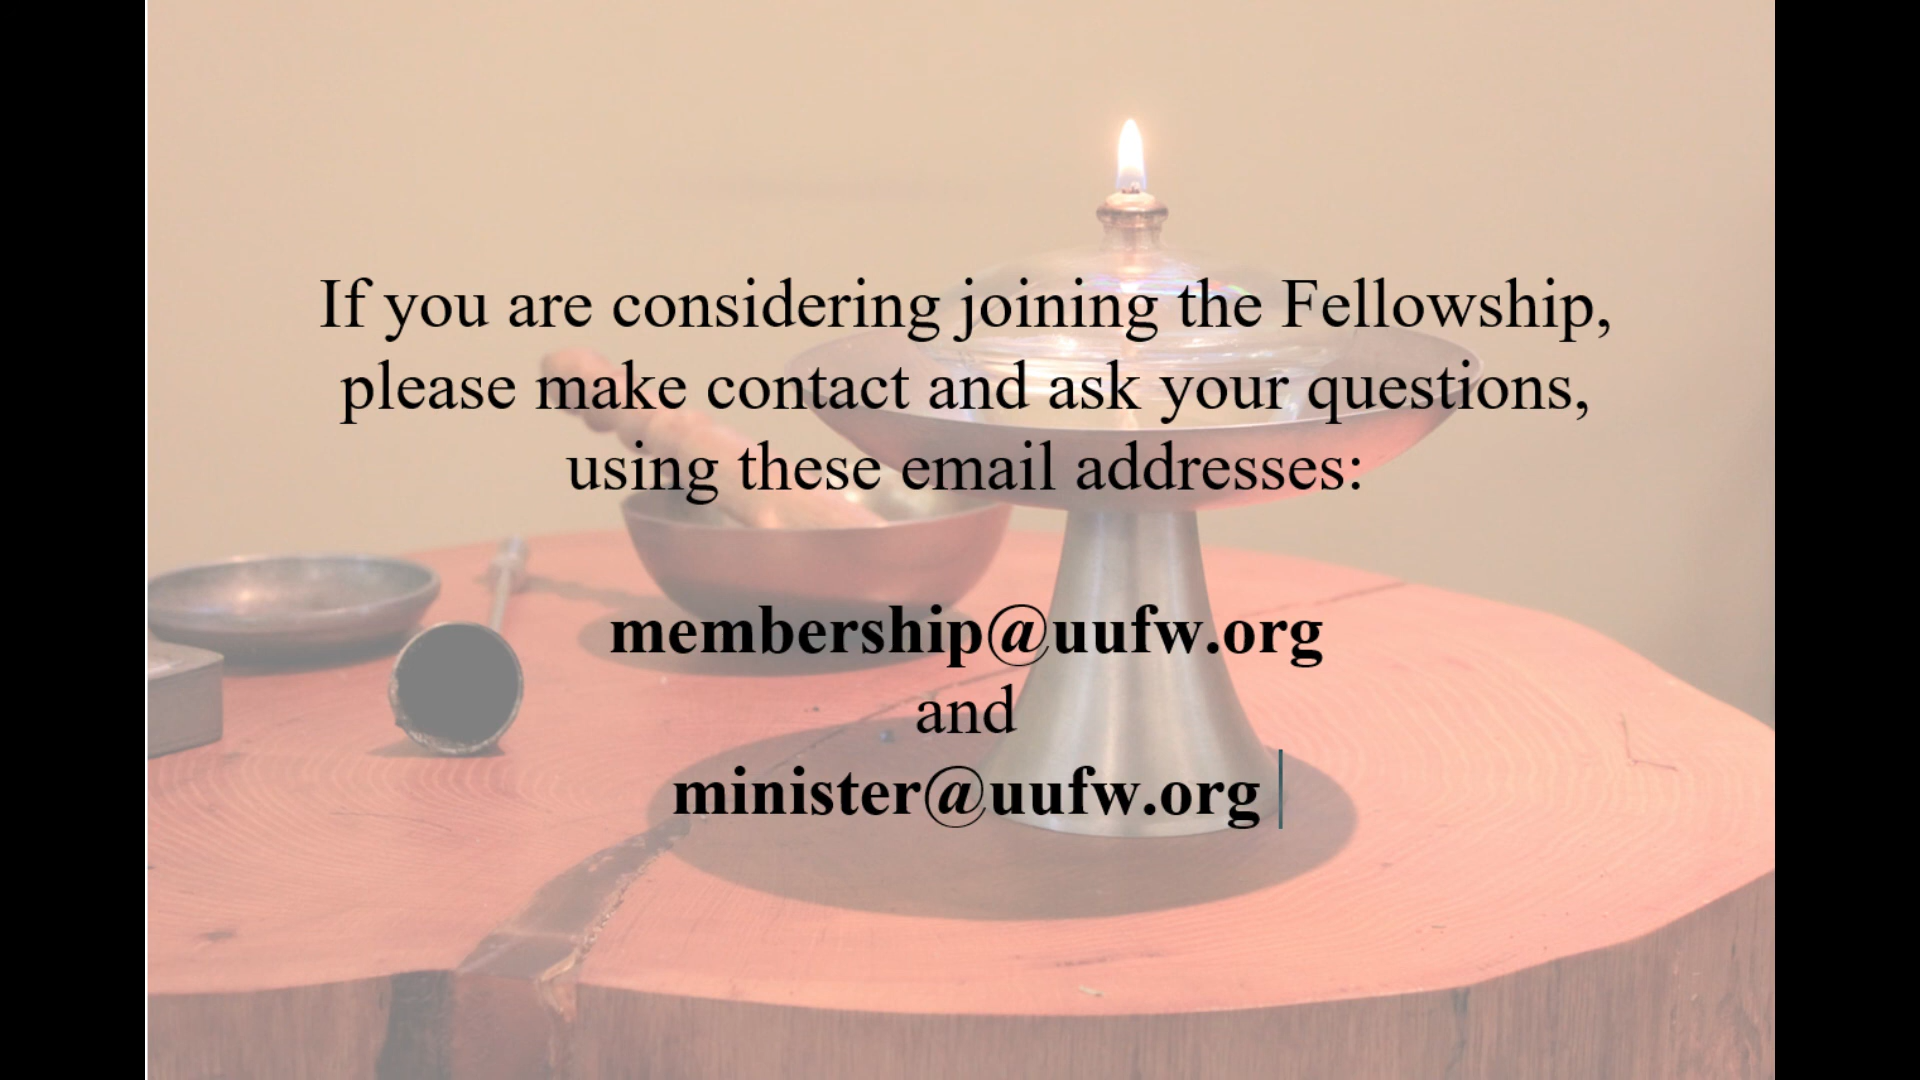 If you are considering joining the Fellowship,
please make contact and ask your questions,
using these email addresses:
membership@uufw.org
and
minister@uufw.org